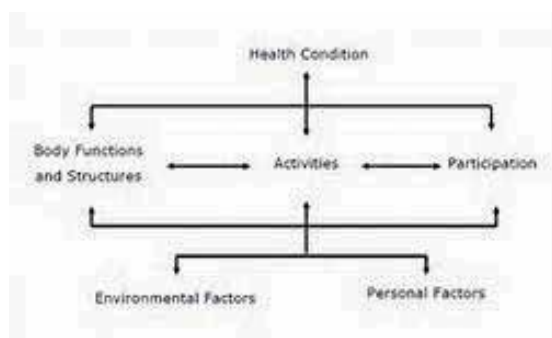 Health Condition
Body Functions
and Structures
Activities
Participation
Environmental Factors
Personal Factors